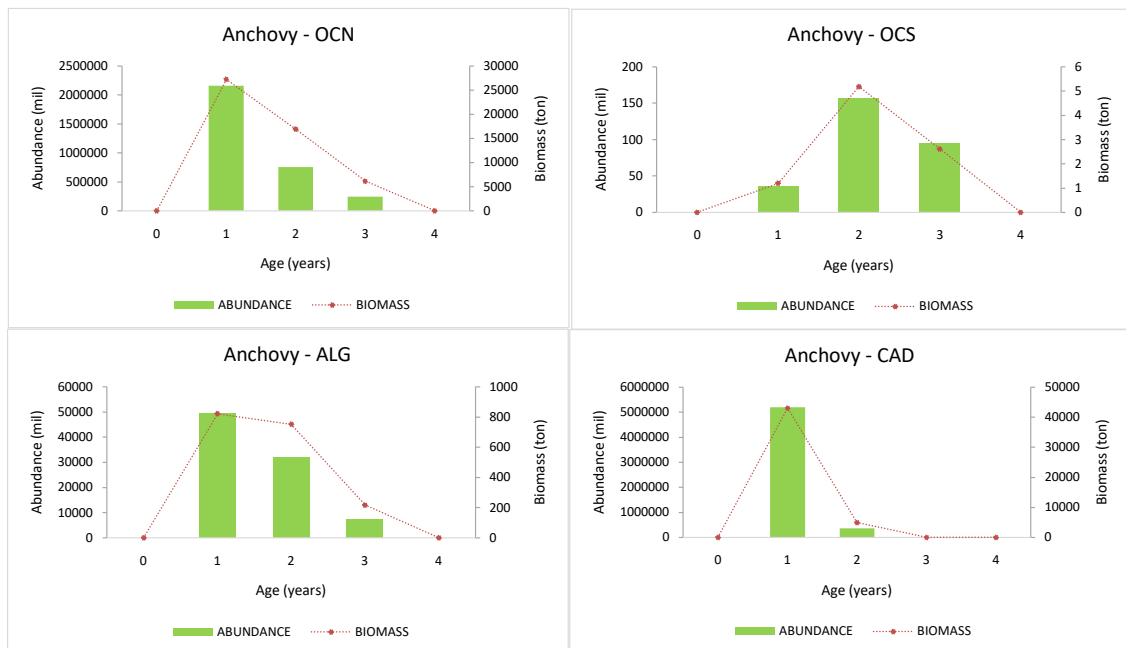 Anchovy - OCN
Abundance (mil)
2500000
2000000
1500000
1000000
500000
0
30000
25000
20000
15000
10000
5000
0
Biomass (ton)
0 1 2 3 4
Age (years)
ABUNDANCE BIOMASS
Anchovy - OCS
Abundance (mil)
200
150
100
50
0
6
5
4
3
2
1
0
Biomass (ton)
0 1 2 3 4
Age (years)
ABUNDANCE BIOMASS
Anchovy - ALG
Abundance (mil)
60000
50000
40000
30000
20000
10000
0
1000
800
600
400
200
0
Biomass (ton)
0 1 2 3 4
Age (years)
ABUNDANCE BIOMASS
Anchovy - CAD
Abundance (mil)
6000000
5000000
4000000
3000000
2000000
1000000
0
50000
40000
30000
20000
10000
0
Biomass (ton)
0 1 2 3 4
Age (years)
ABUNDANCE BIOMASS